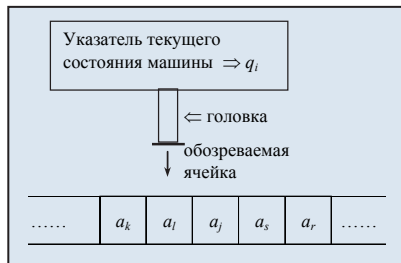 Указатель текущего
состояния машины ⇒ qᵢ
⇐ головка
обозреваемая
ячейка
...... aₖ aₗ aⱼ aₛ aᵣ ......